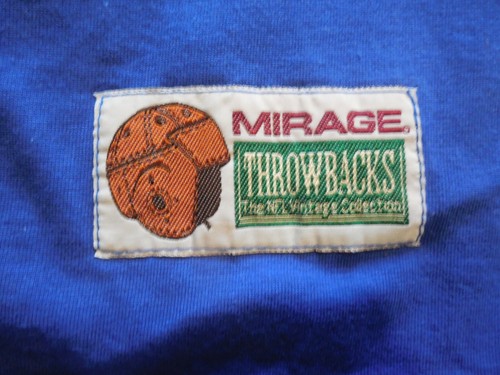 MIRAGE®
THROWBACKS
The NFL Vintage Collection